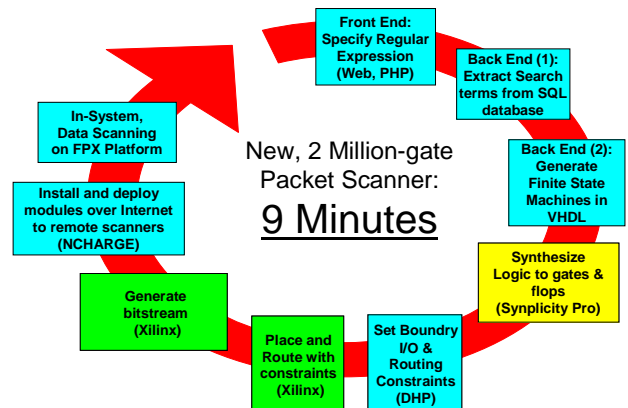 Front End:
Specify Regular
Expression
(Web, PHP)
Back End (1):
Extract Search
terms from SQL
database
Back End (2):
Generate
Finite State
Machines in
VHDL
Synthesize
Logic to gates &
flops
(Synplicity Pro)
Set Boundry
I/O &
Routing
Constraints
(DHP)
Place and
Route with
constraints
(Xilinx)
Generate
bitstream
(Xilinx)
Install and deploy
modules over Internet
to remote scanners
(NCHARGE)
In-System,
Data Scanning
on FPX Platform
New, 2 Million-gate
Packet Scanner:
9 Minutes